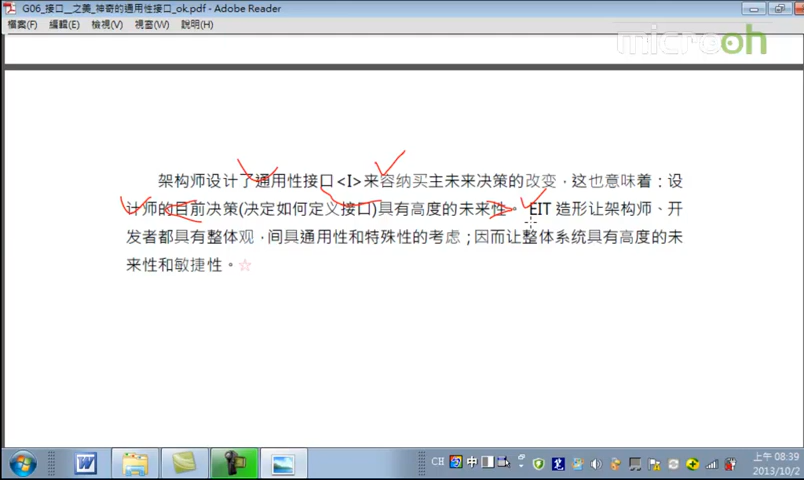 G06_接口__之美_神奇的通用性接口_ok.pdf - Adobe Reader
檔案(F) 編輯(E) 檢視(V) 視窗(W) 說明(H)
microoh
架构师设计了通用性接口<I>来容纳买主未来决策的改变，这也意味着：设
计师的目前决策(决定如何定义接口)具有高度的未来性。EIT 造形让架构师、开
发者都具有整体观，间具通用性和特殊性的考虑；因而让整体系统具有高度的未
来性和敏捷性。☆
CH 中 上午 08:39
2013/10/2